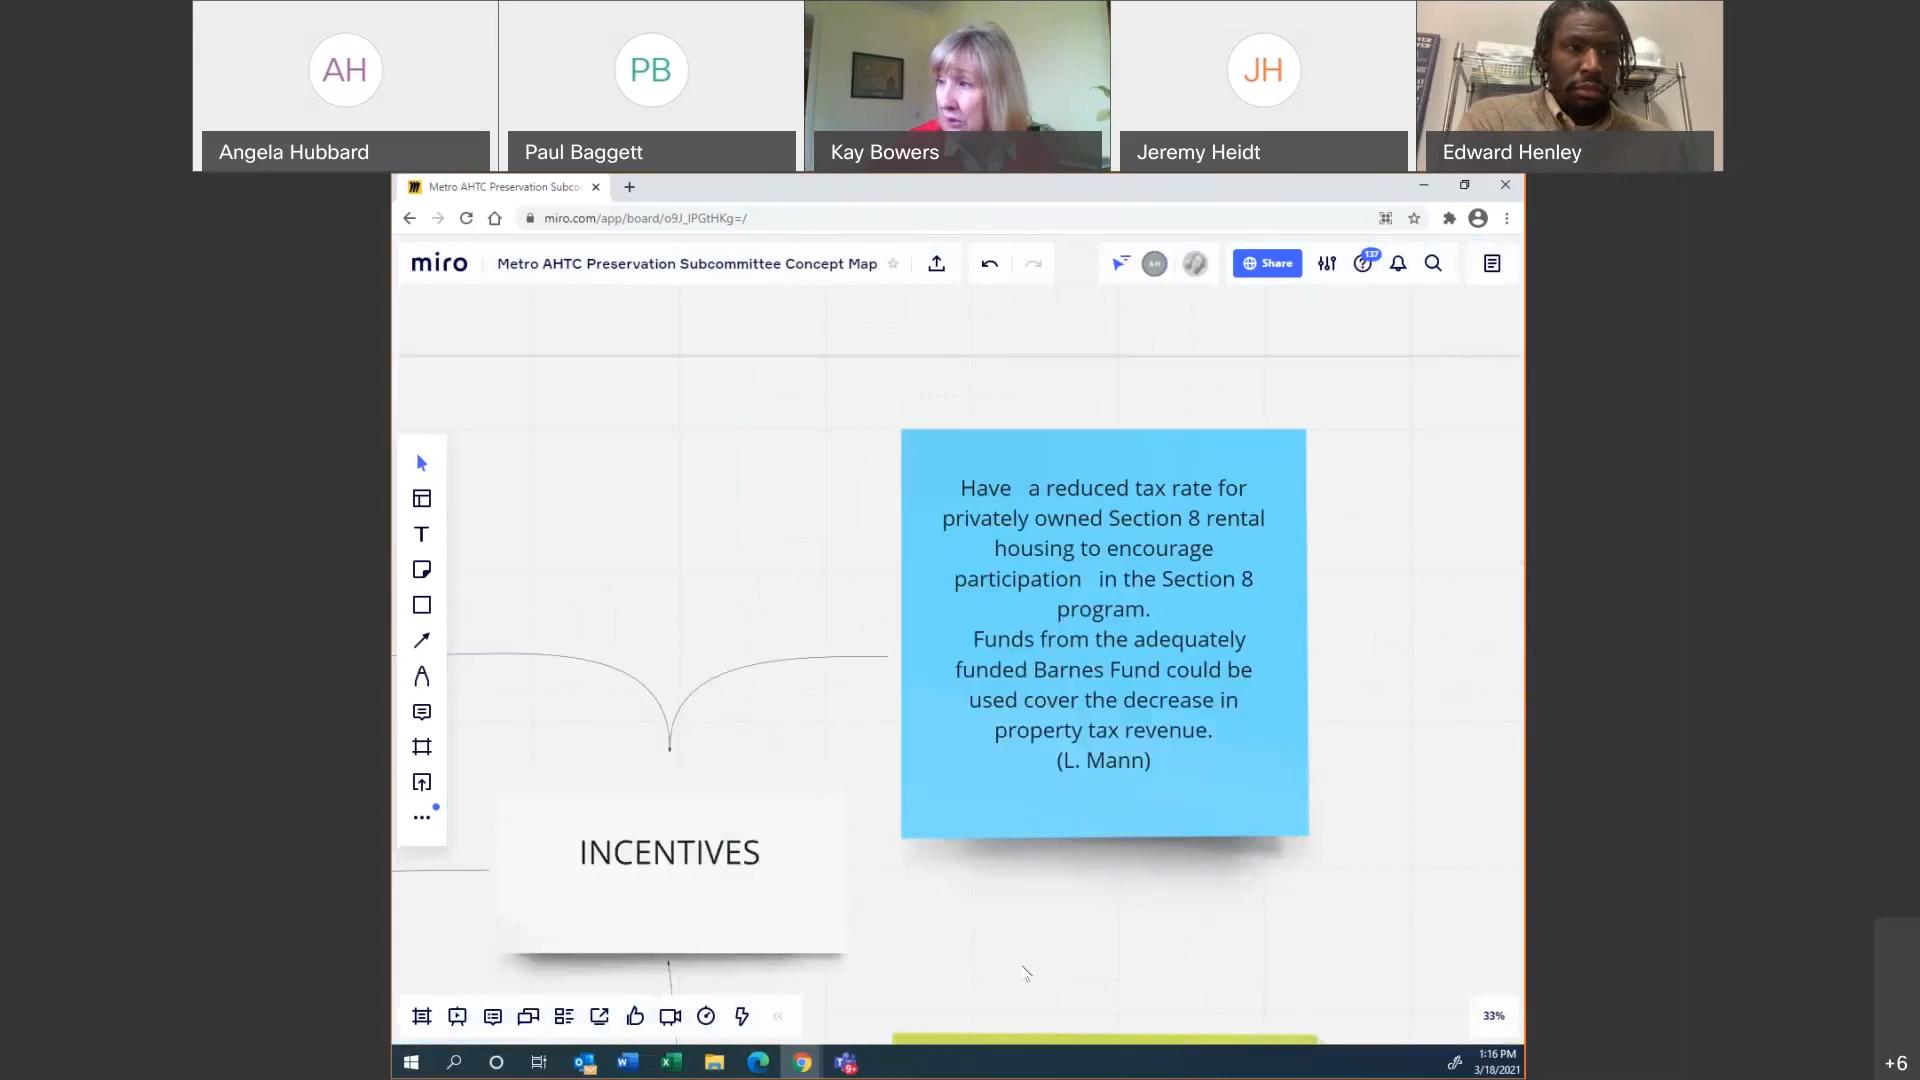 AH
PB
JH
Angela Hubbard
Paul Baggett
Kay Bowers
Jeremy Heidt
Edward Henley
Metro AHTC Preservation Subco
miro.com/app/board/o9J_lPGtHKg=/
miro
Metro AHTC Preservation Subcommittee Concept Map
AH
Share
137
Have a reduced tax rate for
privately owned Section 8 rental
housing to encourage
participation in the Section 8
program.
Funds from the adequately
funded Barnes Fund could be
used cover the decrease in
property tax revenue.
(L. Mann)
INCENTIVES
33%
9+
1:16 PM
3/18/2021
+6